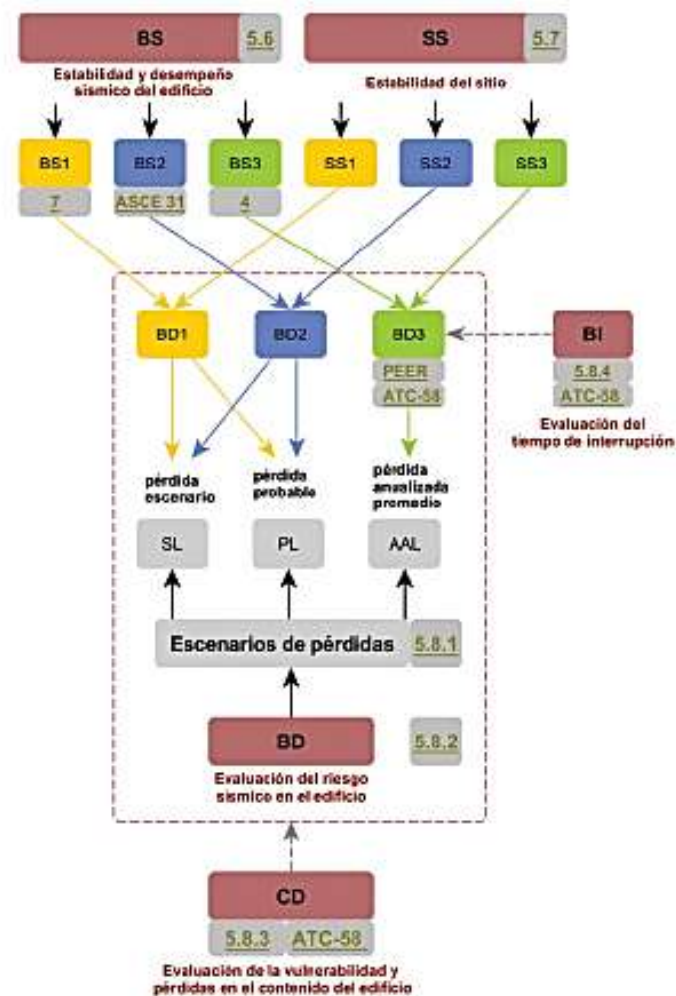 BS 5.6 SS 5.7
Estabilidad y desempeño
sísmico del edificio
Estabilidad del sitio
BS1 BS2 BS3 SS1 SS2 SS3
7 ASCE 31 4
BD1 BD2 BD3 BI
PEER
ATC-58
5.8.4
ATC-58
Evaluación del
tiempo de interrupción
pérdida
escenario
pérdida
probable
pérdida
anualizada
promedio
SL PL AAL
Escenarios de pérdidas 5.8.1
BD 5.8.2
Evaluación del riesgo
sísmico en el edificio
CD
5.8.3 ATC-58
Evaluación de la vulnerabilidad y
pérdidas en el contenido del edificio